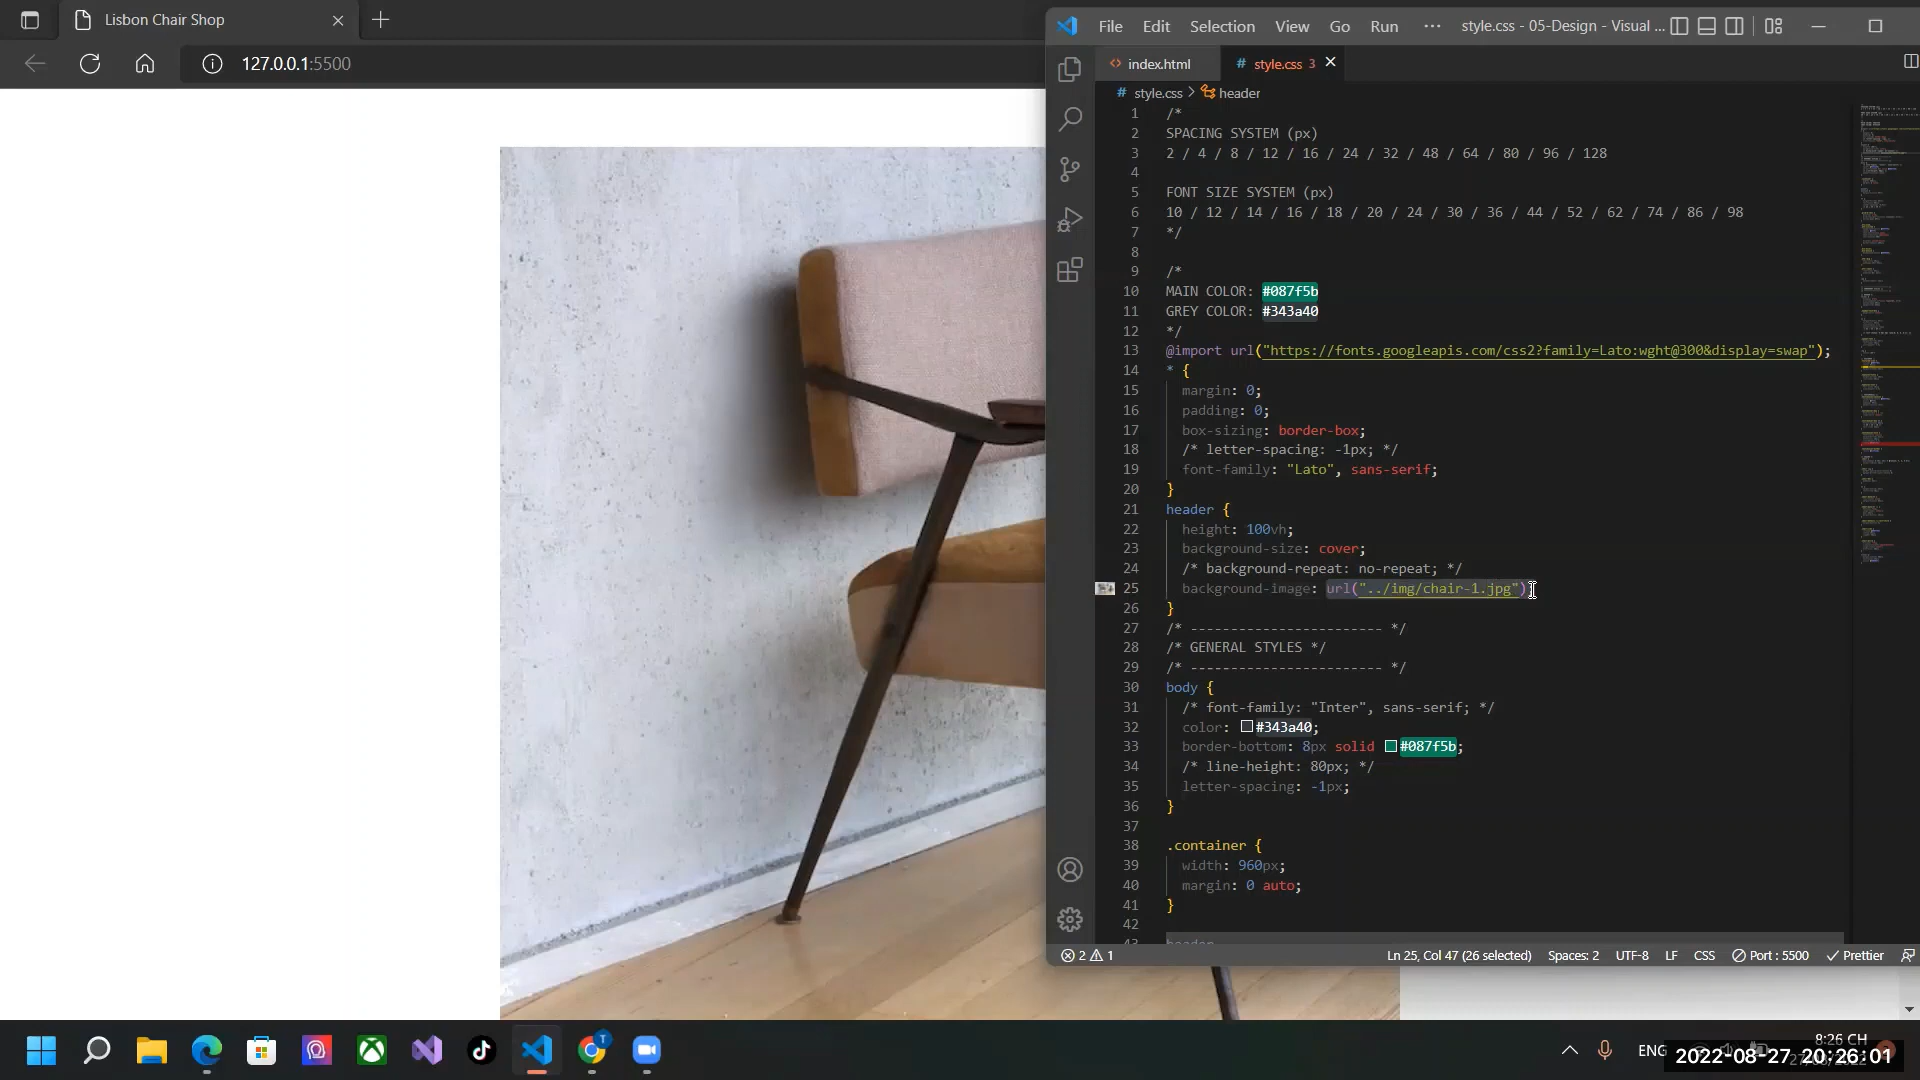 Lisbon Chair Shop
127.0.0.1:5500
File Edit Selection View Go Run ··· style.css - 05-Design - Visual ...
index.html
# style.css 3
# style.css > header
1 /*
2 SPACING SYSTEM (px)
3 2 / 4 / 8 / 12 / 16 / 24 / 32 / 48 / 64 / 80 / 96 / 128
4
5 FONT SIZE SYSTEM (px)
6 10 / 12 / 14 / 16 / 18 / 20 / 24 / 30 / 36 / 44 / 52 / 62 / 74 / 86 / 98
7 */
8
9 /*
10 MAIN COLOR: #087f5b
11 GREY COLOR: #343a40
12 */
13 @import url("https://fonts.googleapis.com/css2?family=Lato:wght@300&display=swap");
14 * {
15 margin: 0;
16 padding: 0;
17 box-sizing: border-box;
18 /* letter-spacing: -1px; */
19 font-family: "Lato", sans-serif;
20 }
21 header {
22 height: 100vh;
23 background-size: cover;
24 /* background-repeat: no-repeat; */
25 background-image: url("../img/chair-1.jpg");
26 }
27 /* ------------------------ */
28 /* GENERAL STYLES */
29 /* ------------------------ */
30 body {
31 /* font-family: "Inter", sans-serif; */
32 color: #343a40;
33 border-bottom: 8px solid #087f5b;
34 /* line-height: 80px; */
35 letter-spacing: -1px;
36 }
37
38 .container {
39 width: 960px;
40 margin: 0 auto;
41 }
42
43 header
2 1 Ln 25, Col 47 (26 selected) Spaces: 2 UTF-8 LF CSS Port : 5500 Prettier
ENG
8:26 CH
2022-08-27 20:26:01